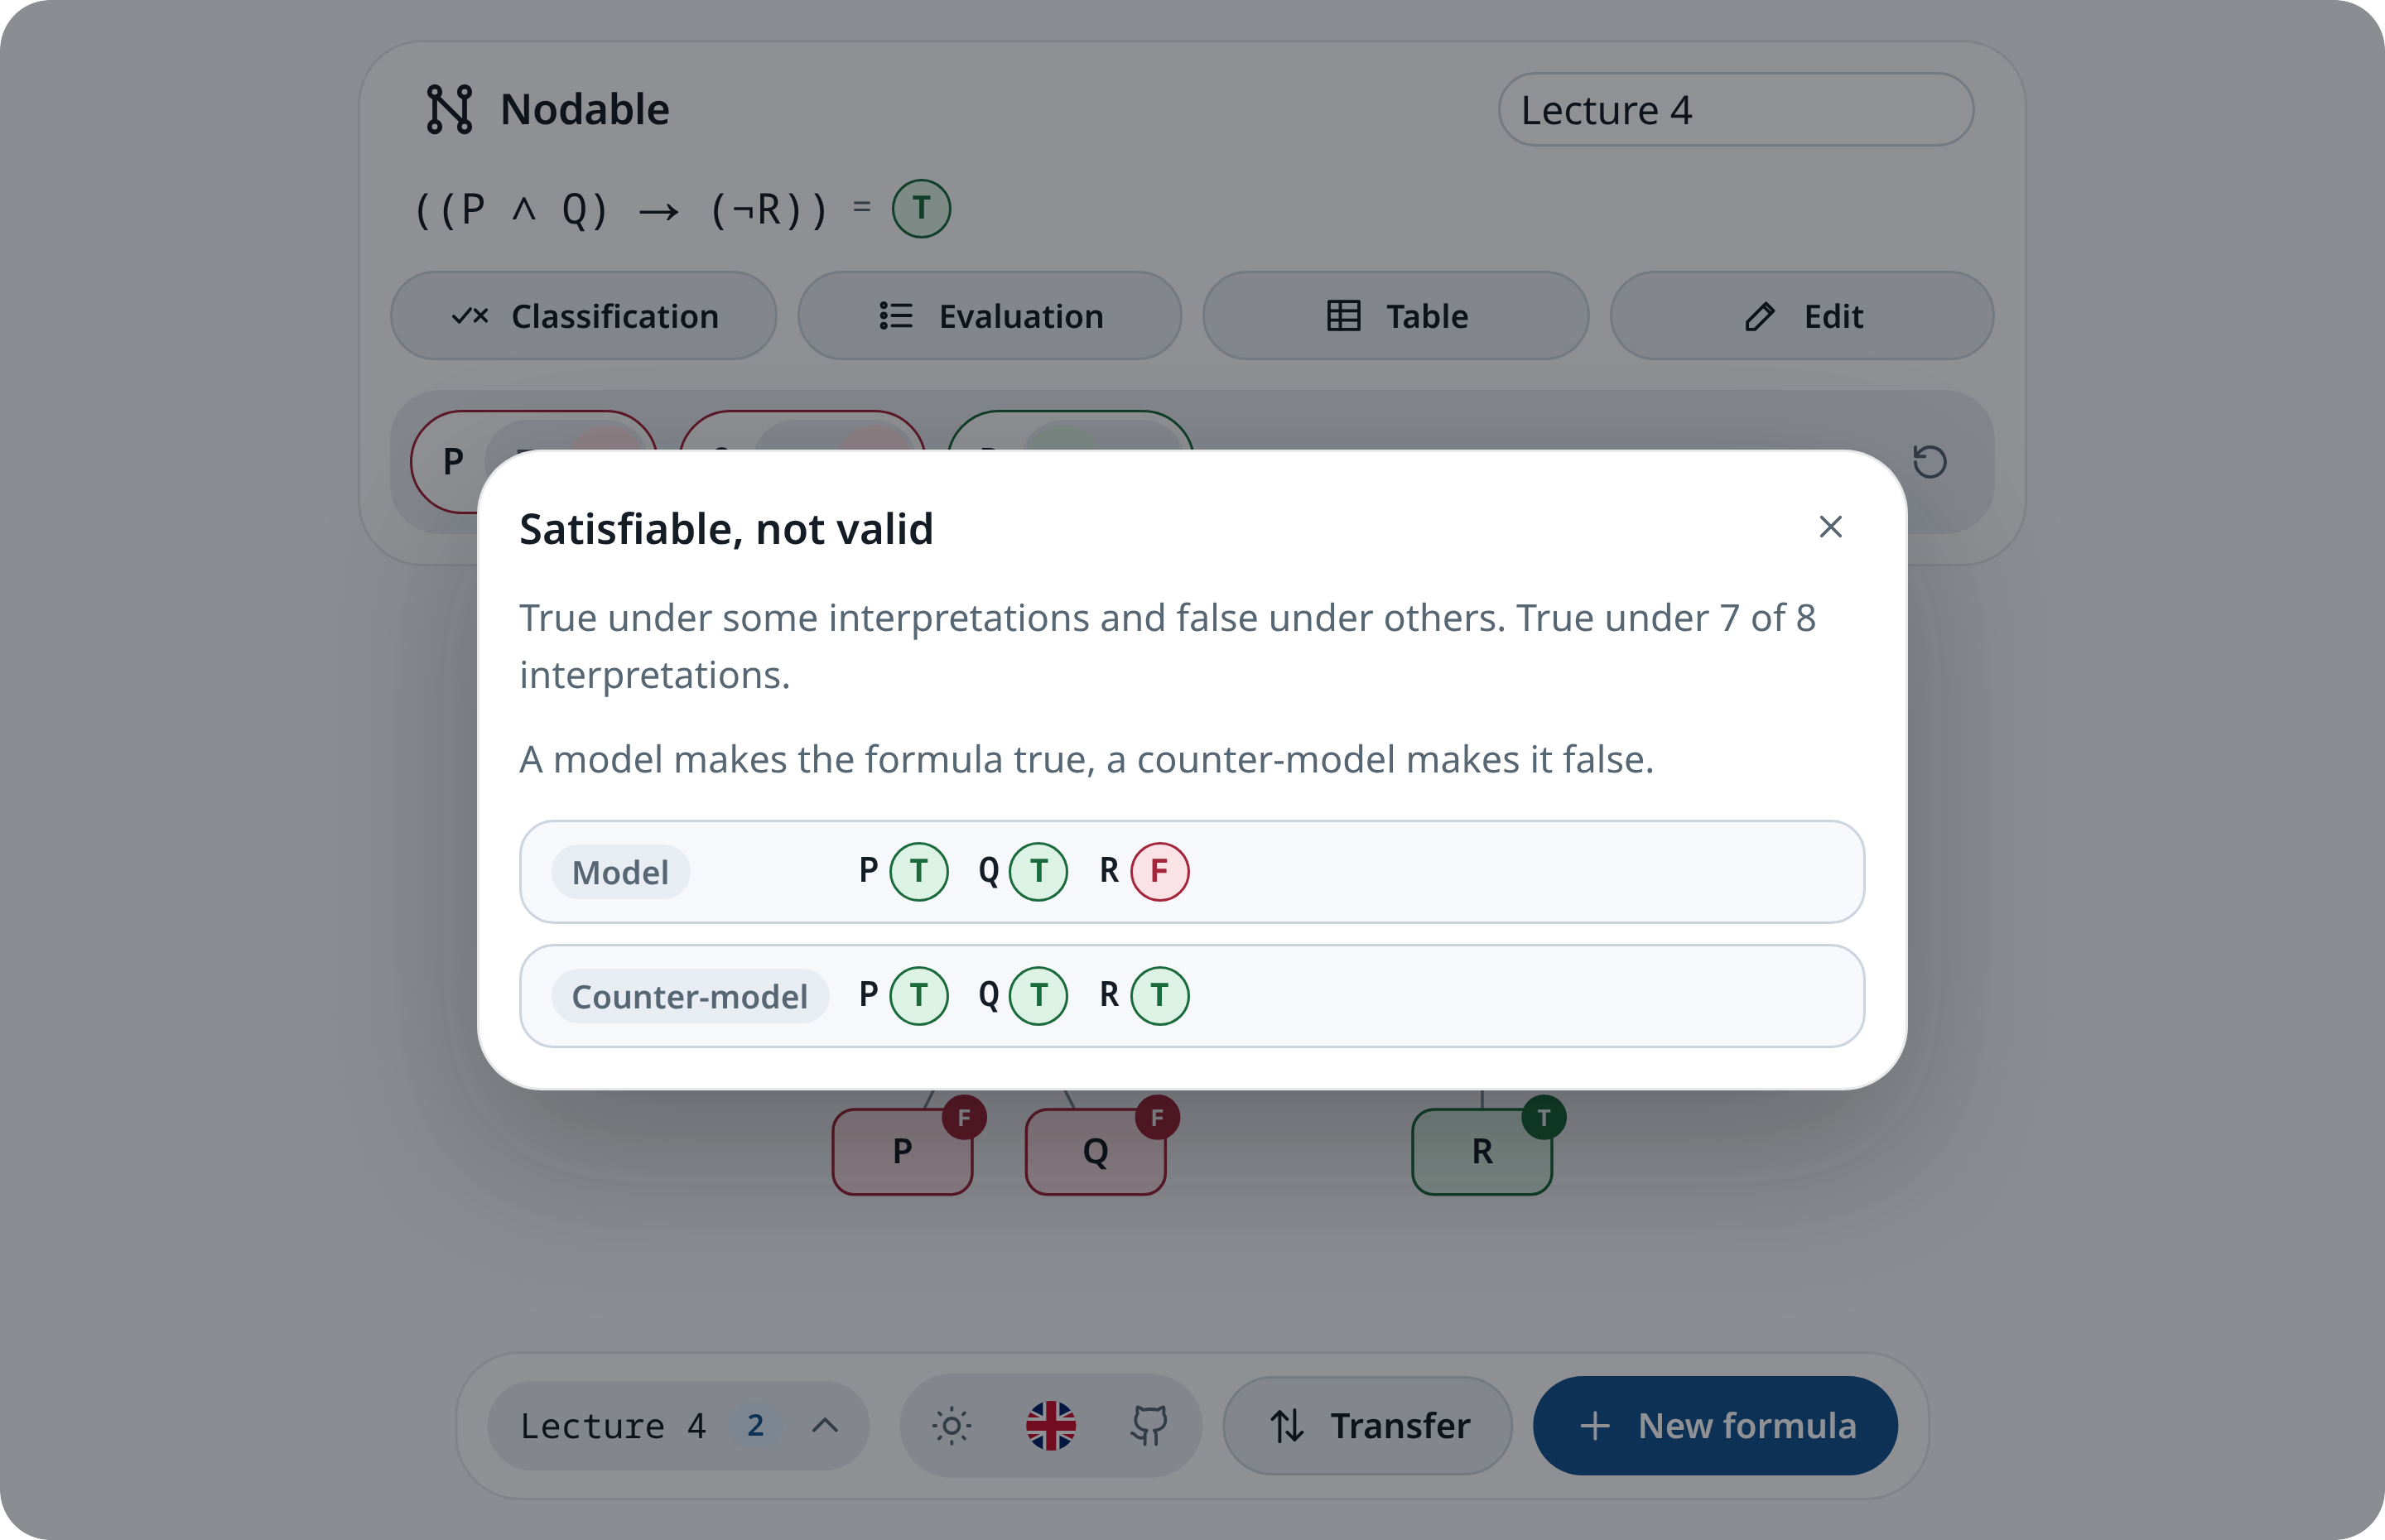 Nodable
Lecture 4
((P ∧ Q) → (¬R)) = T
Classification
Evaluation
Table
Edit
P
Satisfiable, not valid
True under some interpretations and false under others. True under 7 of 8
interpretations.
A model makes the formula true, a counter-model makes it false.
Model P T Q T R F
Counter-model P T Q T R T
F F T
P Q R
Lecture 4 2
Transfer
New formula